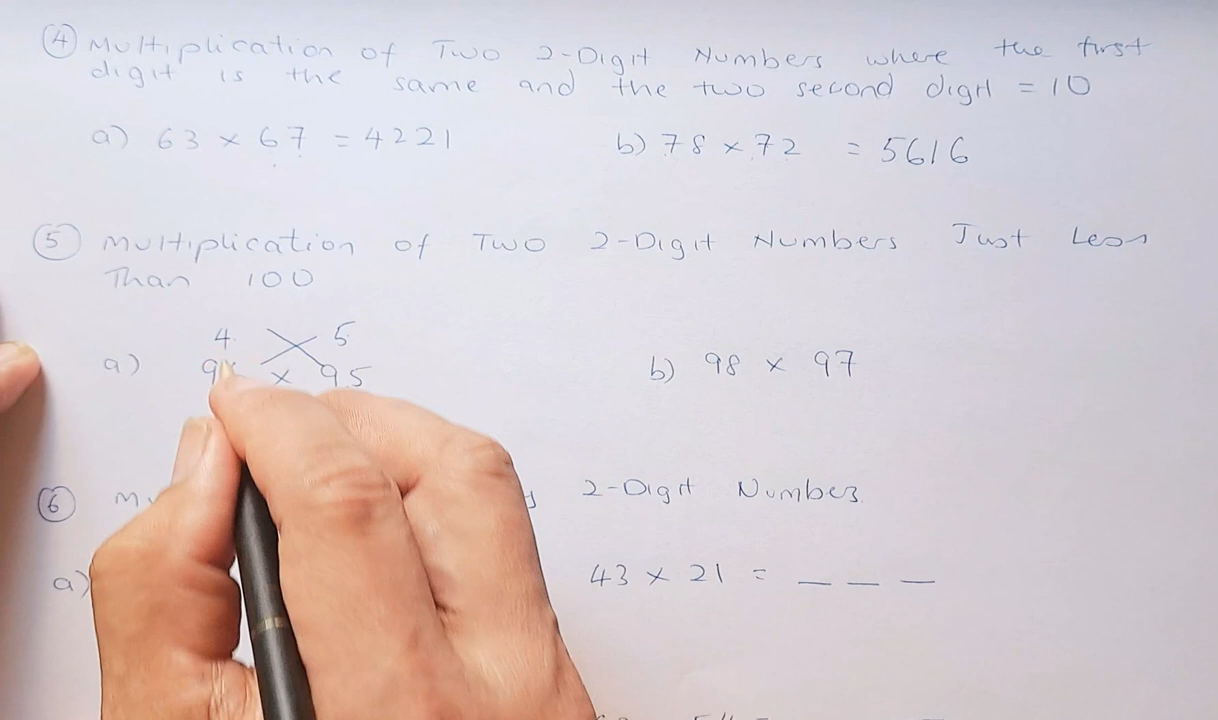 4 Multiplication of Two 2-Digit Numbers where the first
digit is the same and the two second digit = 10
a) 63 x 67 = 4221 b) 78 x 72 = 5616
5 Multiplication of Two 2-Digit Numbers Just Less
Than 100
4 5
a) x 95 b) 98 x 97
6 2-Digit Number
a) 43 x 21 = _ _ _